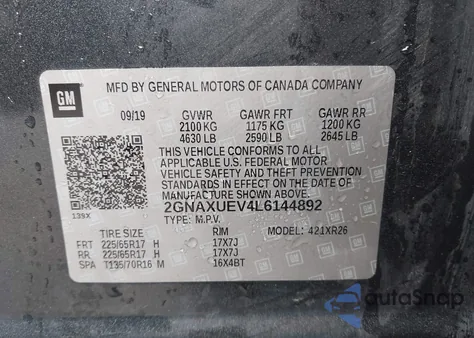 GM
MFD BY GENERAL MOTORS OF CANADA COMPANY
09/19 GVWR GAWR FRT GAWR RR
2100 KG 1175 KG 1200 KG
4630 LB 2590 LB 2645 LB
THIS VEHICLE CONFORMS TO ALL
APPLICABLE U.S. FEDERAL MOTOR
VEHICLE SAFETY AND THEFT PREVENTION
STANDARDS IN EFFECT ON THE DATE OF
MANUFACTURE SHOWN ABOVE.
139X
2GNAXUEV4L6144892
TYPE: M.P.V. MODEL: 421XR26
TIRE SIZE RIM
FRT 225/65R17 H 17X7J
RR 225/65R17 H 17X7J
SPA T135/70R16 M 16X4BT
autoSnap